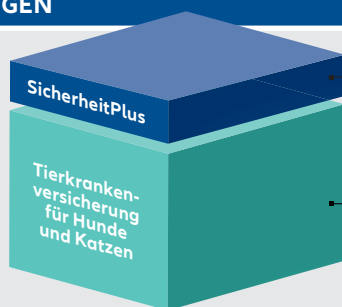 GEN
SicherheitPlus
Tierkranken-
versicherung
für Hunde
und Katzen